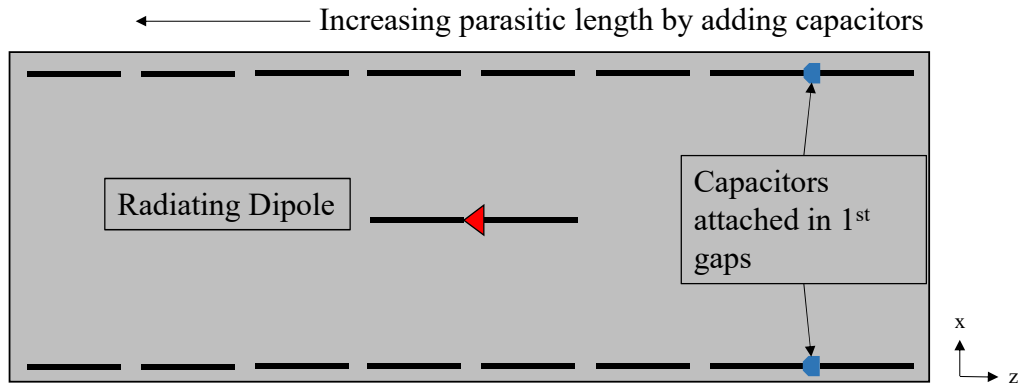 Increasing parasitic length by adding capacitors
Radiating Dipole
Capacitors
attached in 1st
gaps
x
z